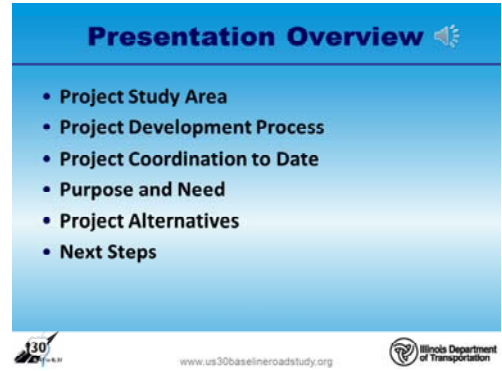 Presentation Overview
• Project Study Area
• Project Development Process
• Project Coordination to Date
• Purpose and Need
• Project Alternatives
• Next Steps
30
www.us30baselineroadstudy.org
Illinois Department
of Transportation